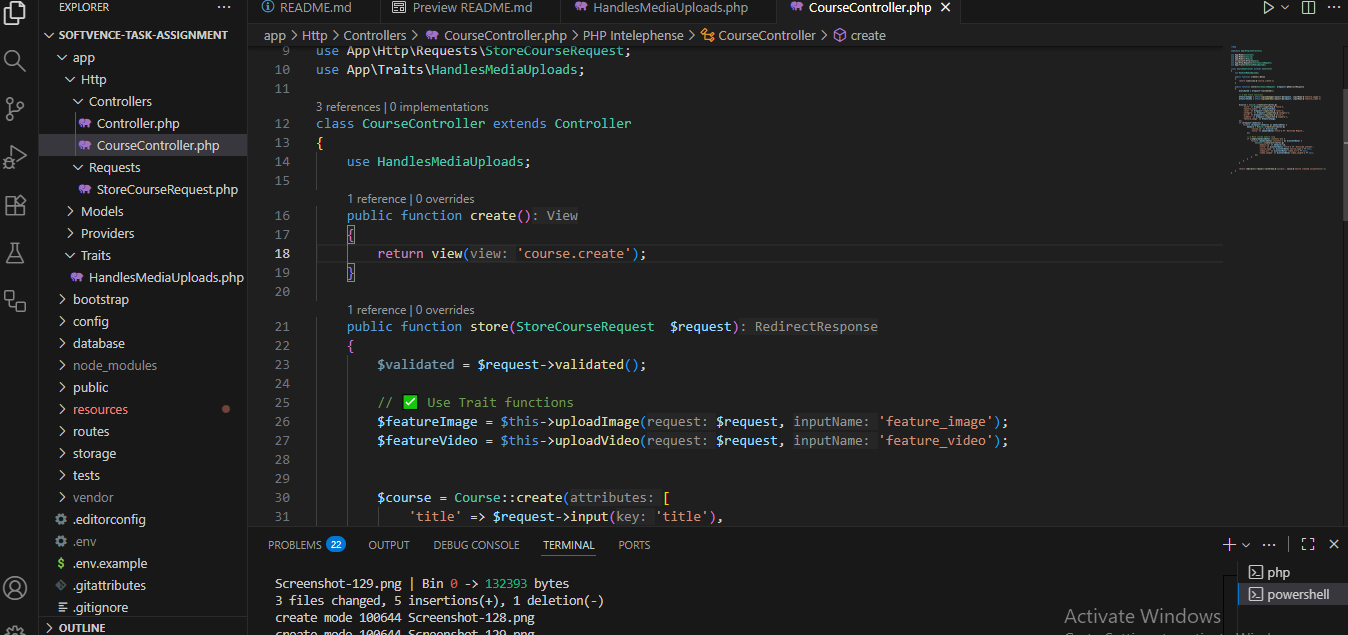 EXPLORER ...
SOFTVENCE-TASK-ASSIGNMENT
app
Http
Controllers
Controller.php
CourseController.php
Requests
StoreCourseRequest.php
Models
Providers
Traits
HandlesMediaUploads.php
bootstrap
config
database
node_modules
public
resources
routes
storage
tests
vendor
.editorconfig
.env
.env.example
.gitattributes
.gitignore
OUTLINE
README.md Preview README.md HandlesMediaUploads.php CourseController.php
app > Http > Controllers > CourseController.php > PHP Intelephense > CourseController > create
9 use App\Http\Requests\StoreCourseRequest;
10 use App\Traits\HandlesMediaUploads;
11
3 references | 0 implementations
12 class CourseController extends Controller
13 {
14 use HandlesMediaUploads;
15
1 reference | 0 overrides
16 public function create(): View
17 {
18 return view(view: 'course.create');
19 }
20
1 reference | 0 overrides
21 public function store(StoreCourseRequest $request): RedirectResponse
22 {
23 $validated = $request->validated();
24
25 // ✅ Use Trait functions
26 $featureImage = $this->uploadImage(request: $request, inputName: 'feature_image');
27 $featureVideo = $this->uploadVideo(request: $request, inputName: 'feature_video');
28
29
30 $course = Course::create(attributes: [
31 'title' => $request->input(key: 'title'),
PROBLEMS 22 OUTPUT DEBUG CONSOLE TERMINAL PORTS
Screenshot-129.png | Bin 0 -> 132393 bytes
3 files changed, 5 insertions(+), 1 deletion(-)
create mode 100644 Screenshot-128.png
create mode 100644 Screenshot-129.png
php
powershell
Activate Windows